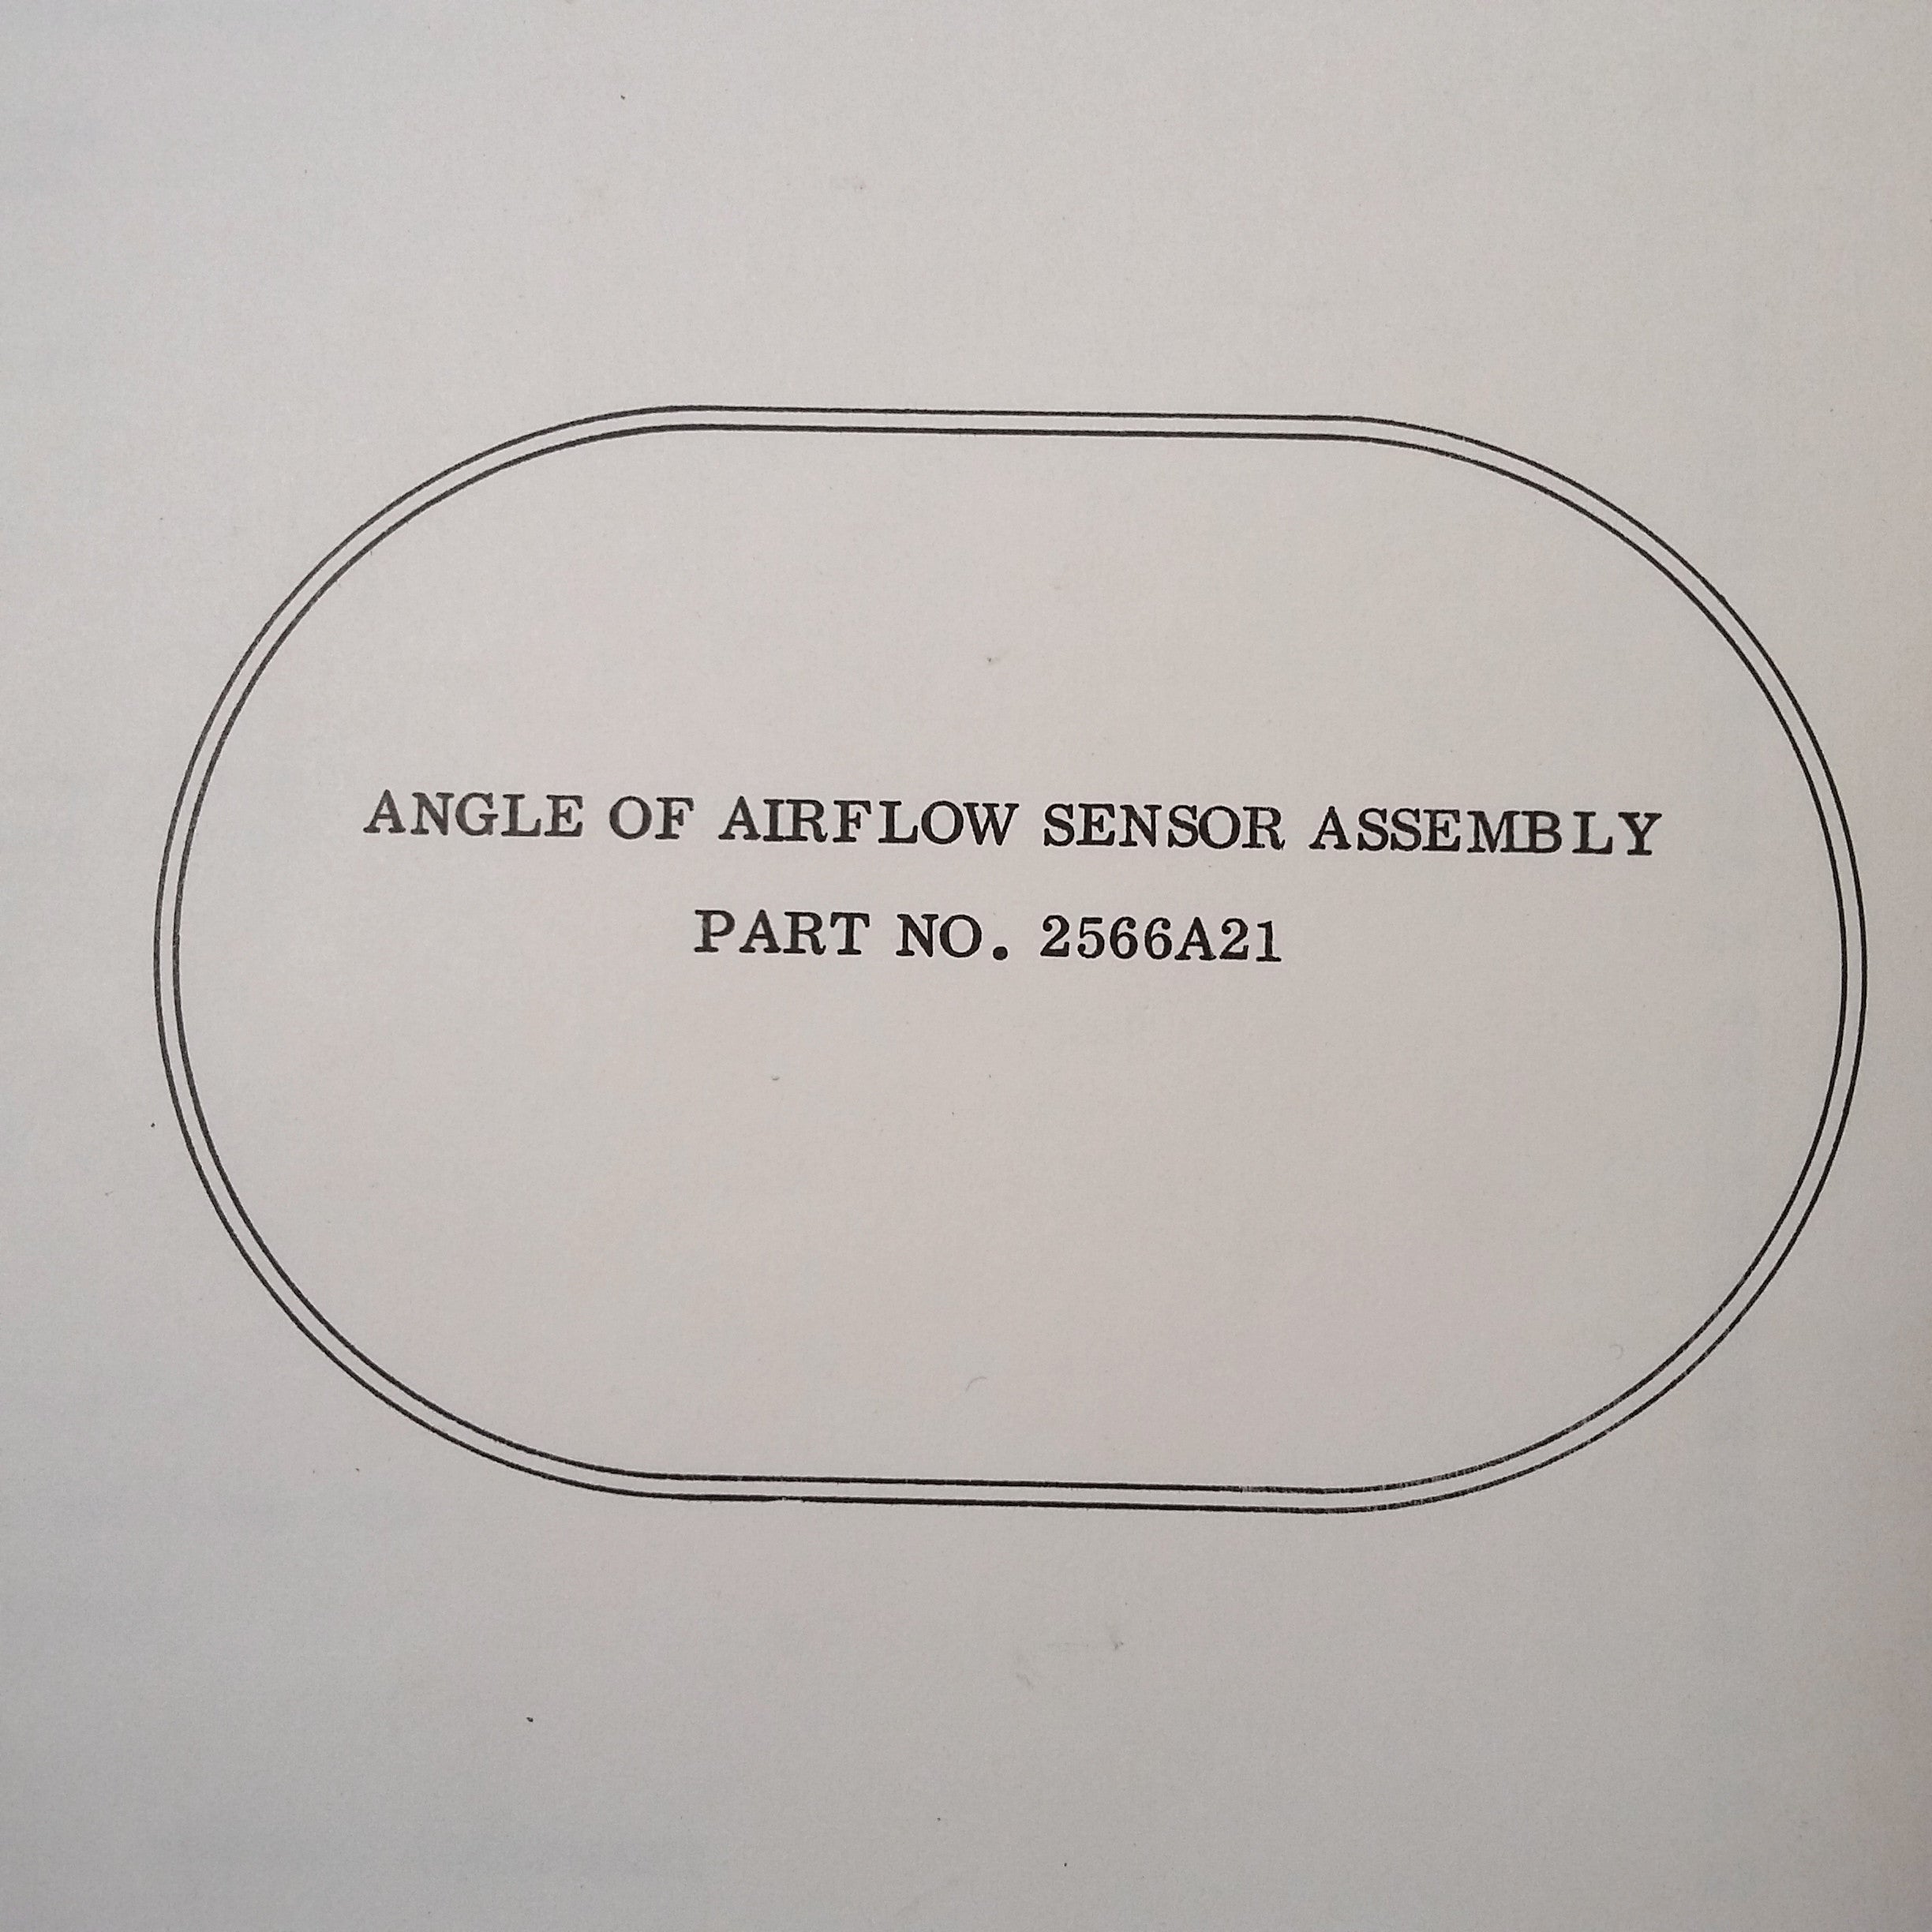 ANGLE OF AIRFLOW SENSOR ASSEMBLY
PART NO. 2566A21